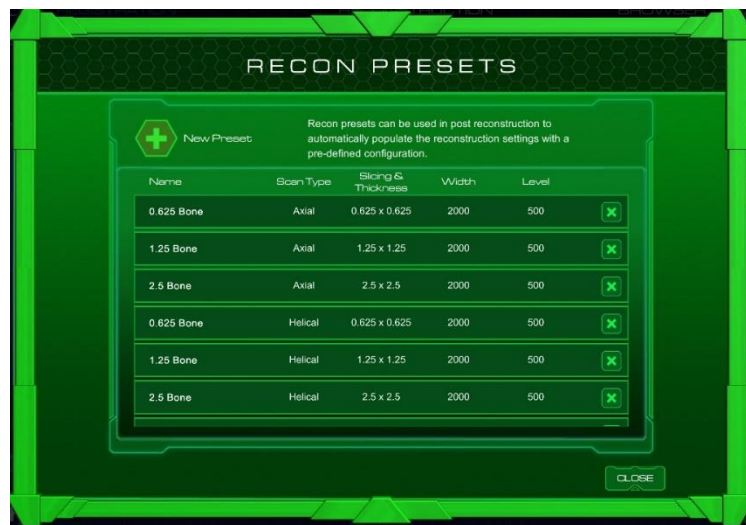 RECON PRESETS
New Preset
Recon presets can be used in post reconstruction to
automatically populate the reconstruction settings with a
pre-defined configuration.
Name Scan Type Slicing & Thickness Width Level
0.625 Bone Axial 0.625 x 0.625 2000 500
1.25 Bone Axial 1.25 x 1.25 2000 500
2.5 Bone Axial 2.5 x 2.5 2000 500
0.625 Bone Helical 0.625 x 0.625 2000 500
1.25 Bone Helical 1.25 x 1.25 2000 500
2.5 Bone Helical 2.5 x 2.5 2000 500
CLOSE